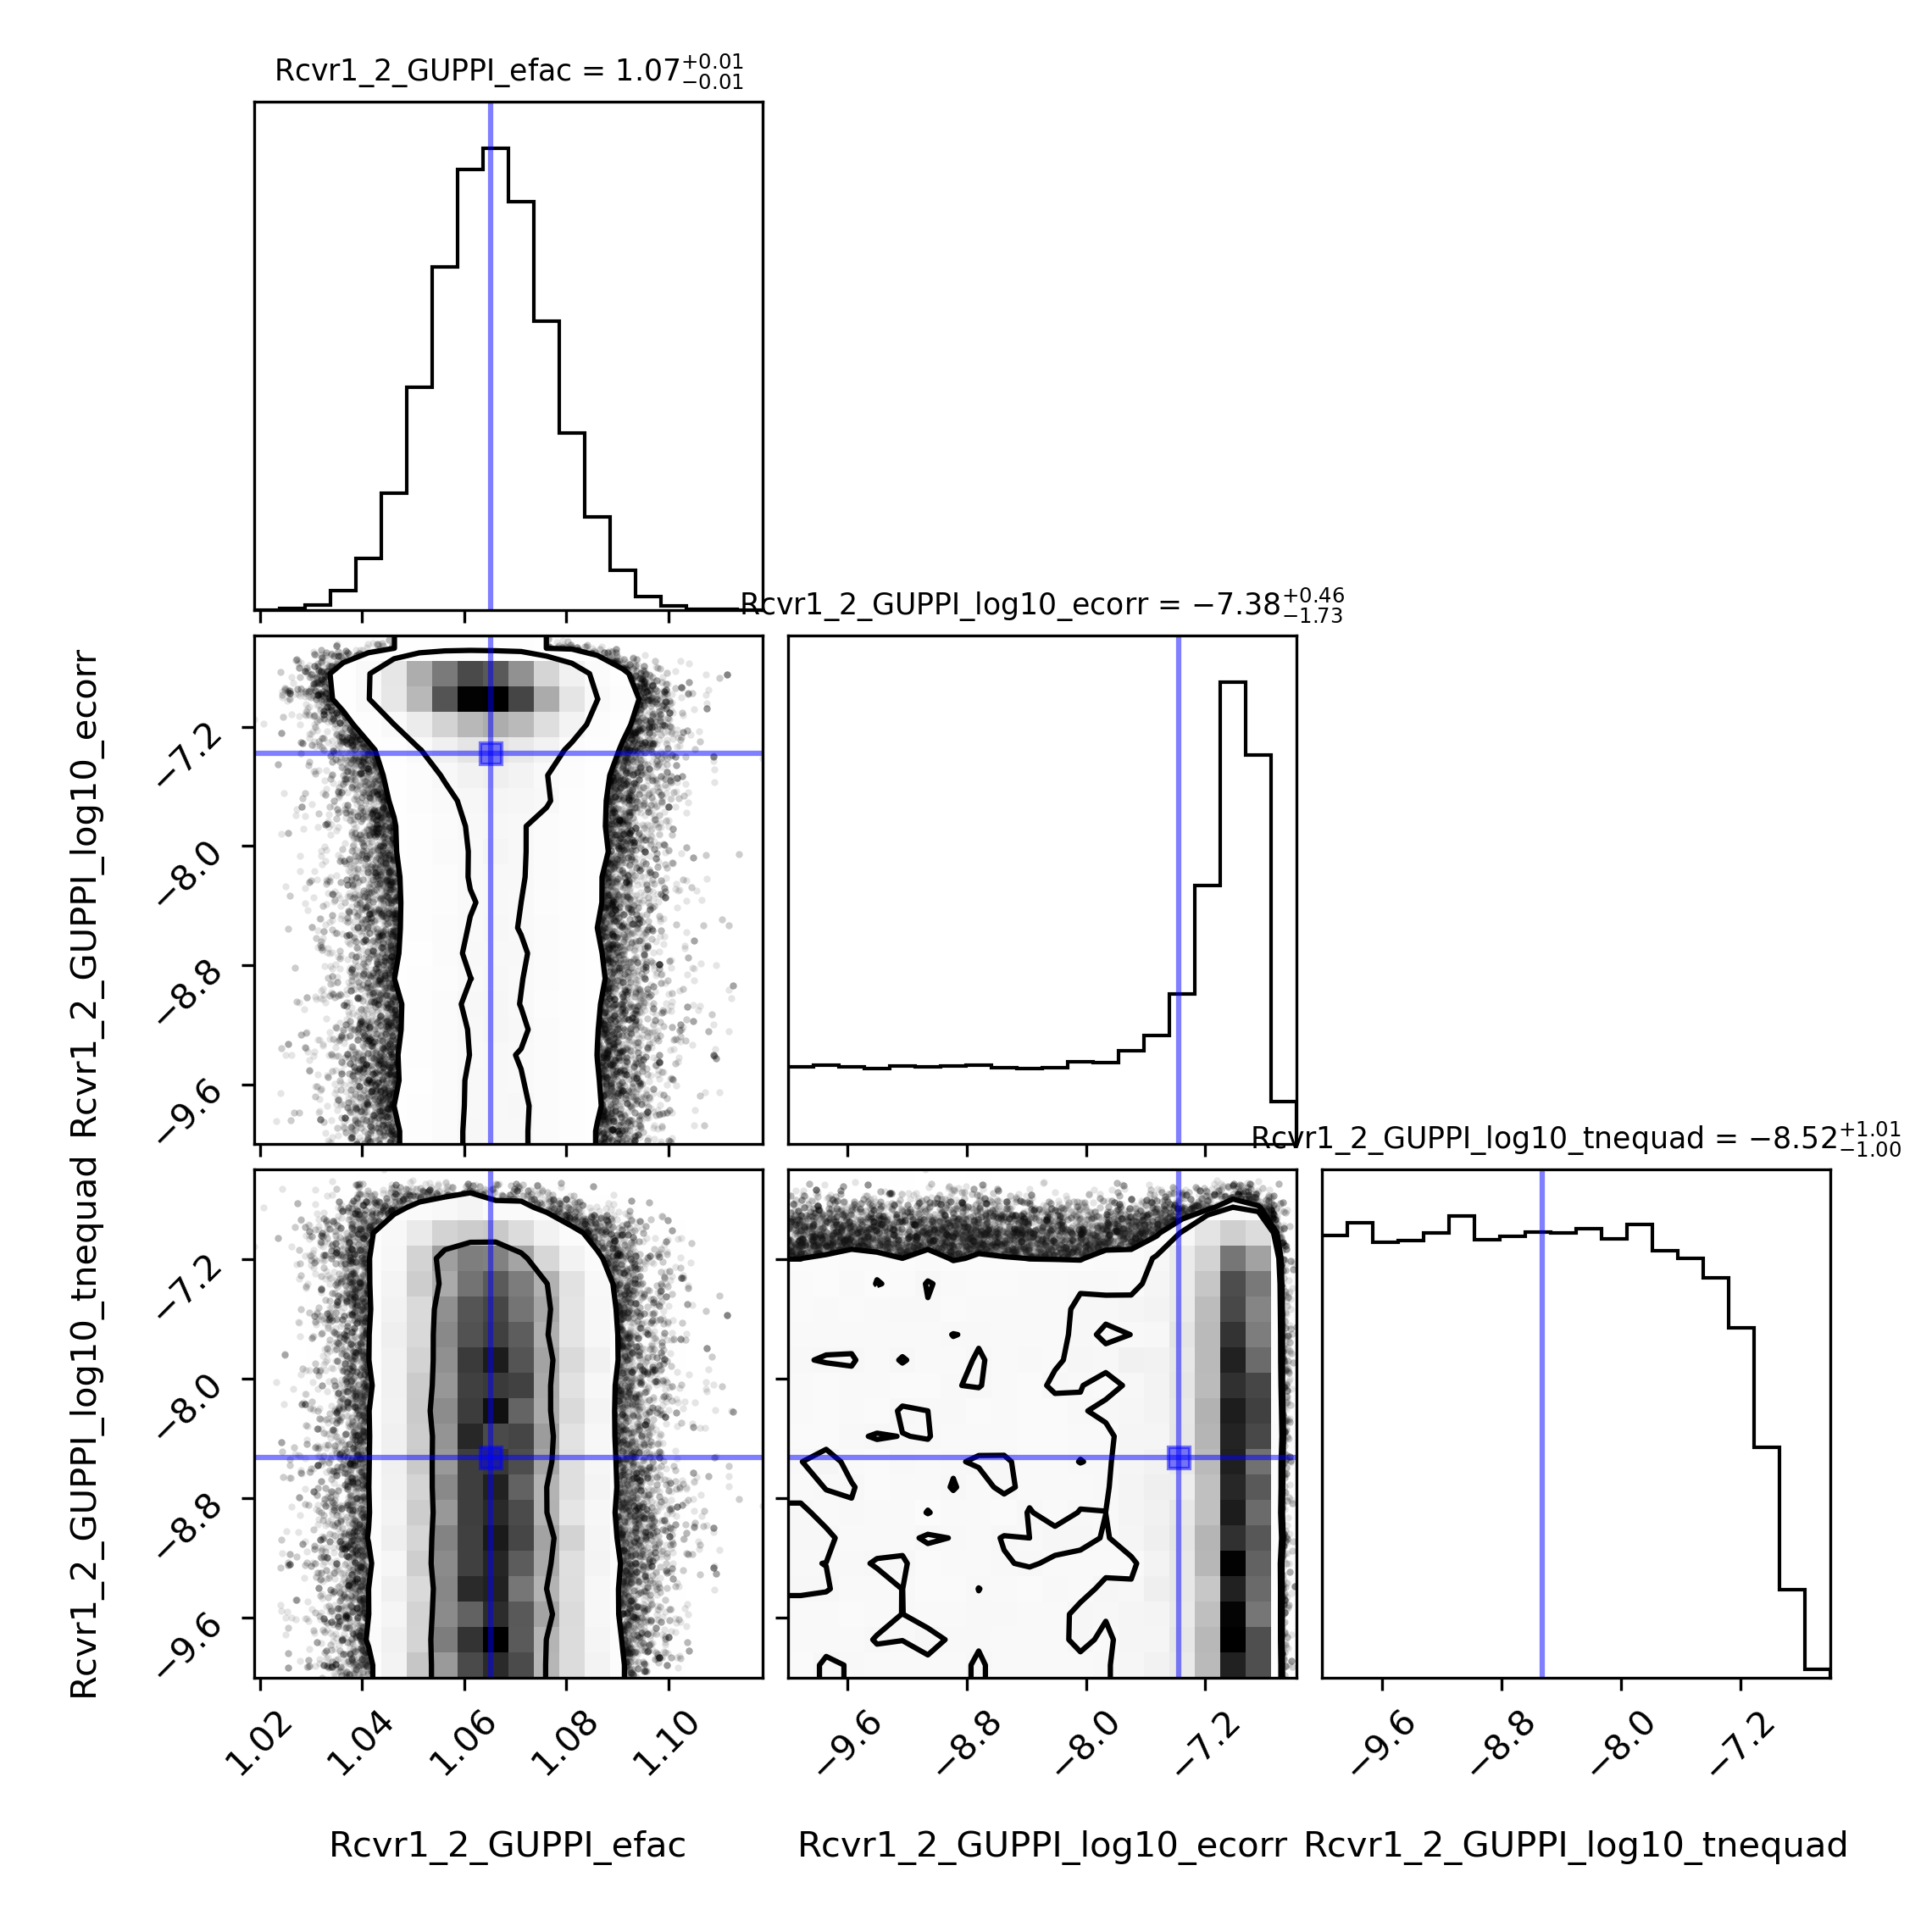 Rcvr1_2_GUPPI_efac = 1.07+0.01−0.01
Rcvr1_2_GUPPI_log10_ecorr = −7.38+0.46−1.73
Rcvr1_2_GUPPI_log10_ecorr
−7.2
−8.0
−8.8
−9.6
Rcvr1_2_GUPPI_log10_tnequad = −8.52+1.01−1.00
Rcvr1_2_GUPPI_log10_tnequad
−7.2
−8.0
−8.8
−9.6
1.02 1.04 1.06 1.08 1.10
−9.6 −8.8 −8.0 −7.2
−9.6 −8.8 −8.0 −7.2
Rcvr1_2_GUPPI_efac
Rcvr1_2_GUPPI_log10_ecorr
Rcvr1_2_GUPPI_log10_tnequad